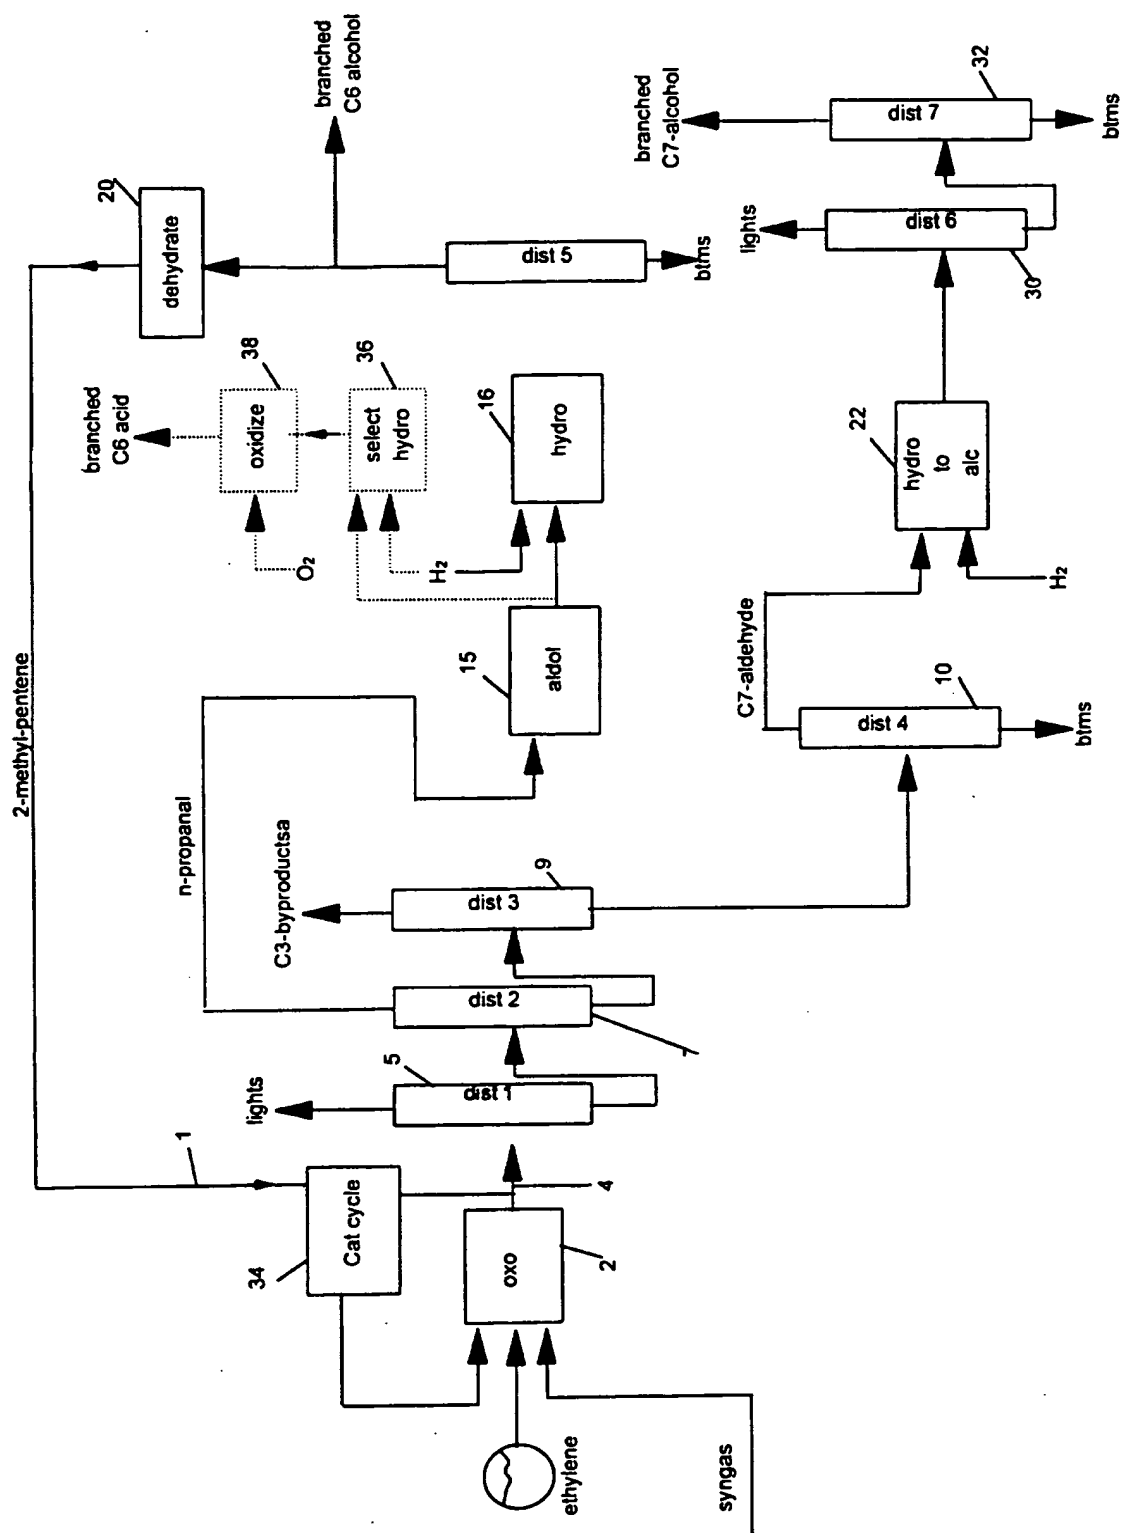 2-methyl-pentene
1
20
dehydrate
branched
C6 alcohol
dist 5
btms
branched
C6 acid
38
oxidize
O2
36
select
hydro
H2
16
hydro
n-propanal
15
aldol
C3-byproductsa
9
dist 3
dist 2
7
lights
5
dist 1
34
Cat cycle
4
oxo
2
ethylene
syngas
C7-aldehyde
10
dist 4
btms
22
hydro
to
alc
H2
lights
dist 6
30
branched
C7-alcohol
32
dist 7
btms